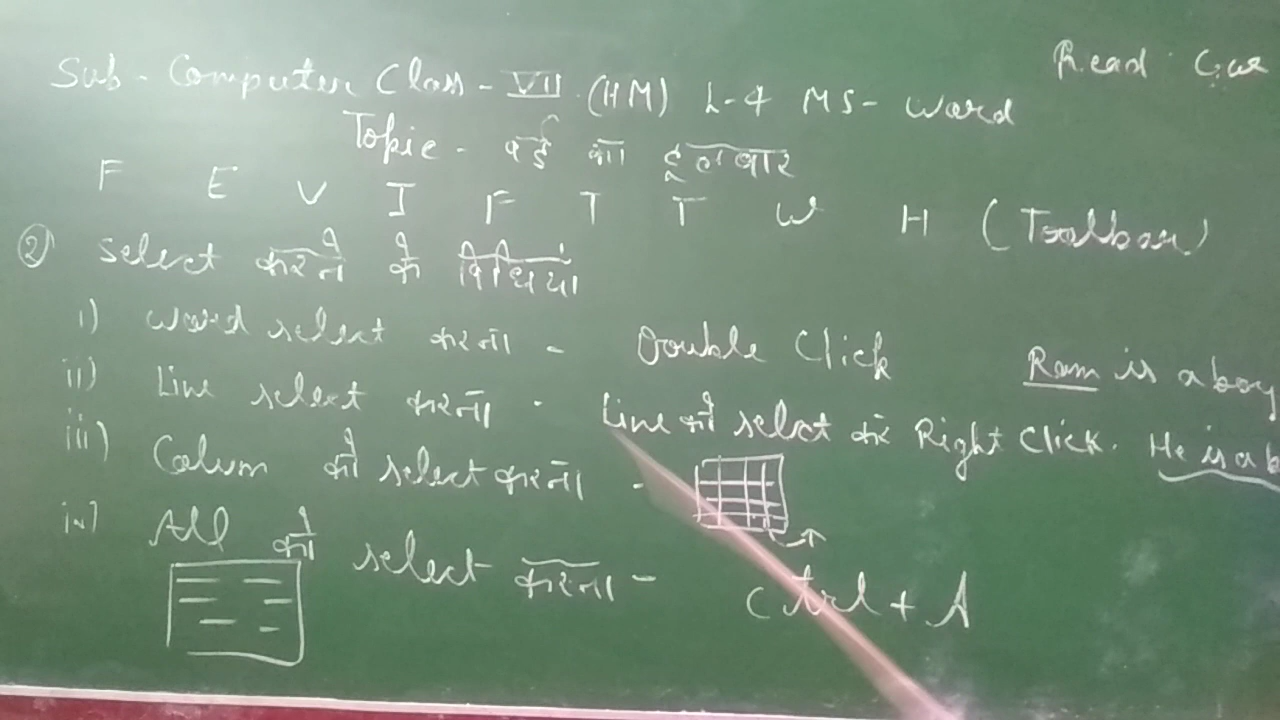 Read
Sub - Computer Class - VII (HM) L-4 MS - Word
Topic - वर्ड का इस्तेमाल
F E V I F T T W H (Toolbar)
② Select करने के विधियां
i) Word select करना - Double Click Ram is a boy
ii) Line select करना - Line को select कर Right Click. He is a b
iii) Colum को select करना -
iv) All को select करना - Ctrl + A